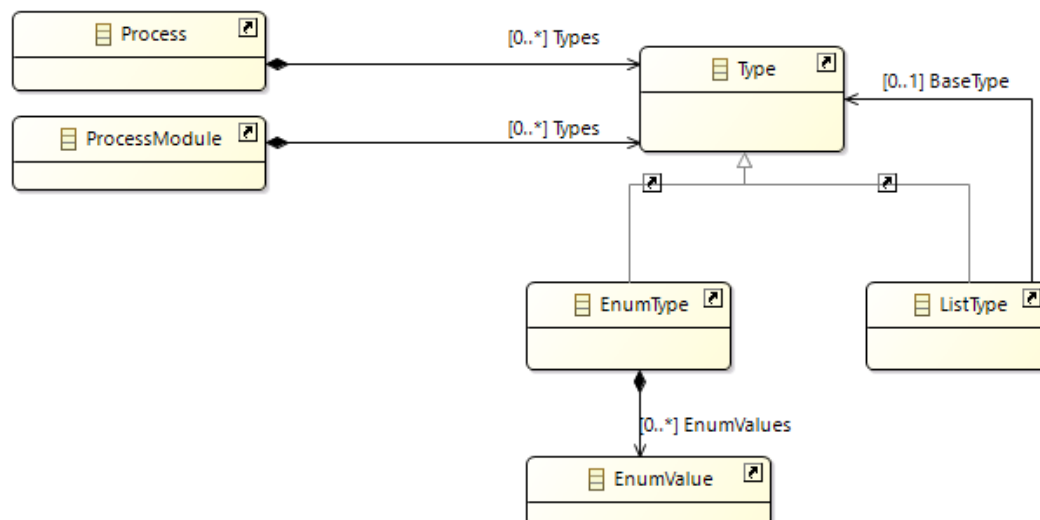 Process
[0..*] Types
Type
[0..1] BaseType
ProcessModule
[0..*] Types
EnumType
ListType
[0..*] EnumValues
EnumValue